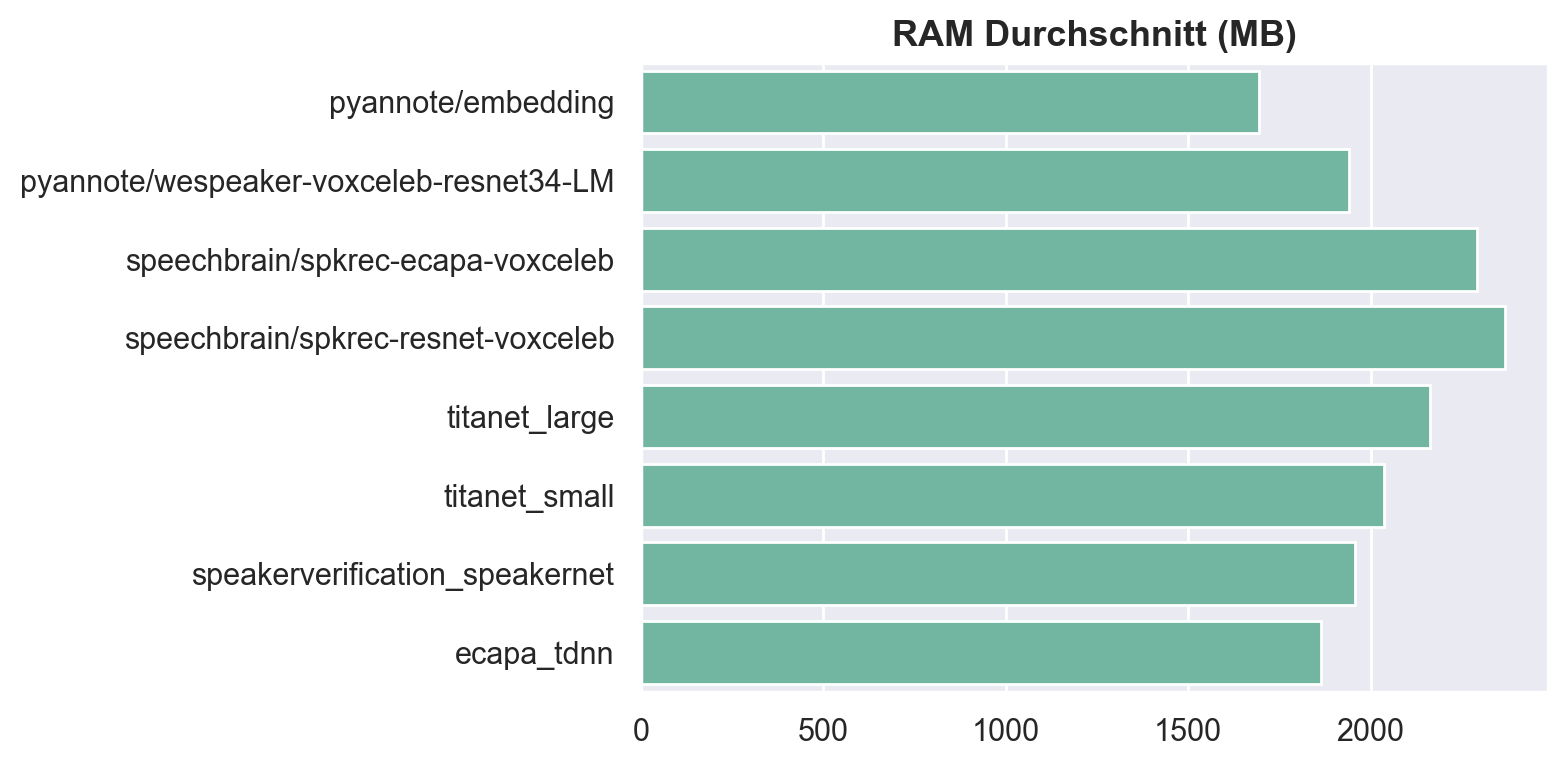 RAM Durchschnitt (MB)
pyannote/embedding
pyannote/wespeaker-voxceleb-resnet34-LM
speechbrain/spkrec-ecapa-voxceleb
speechbrain/spkrec-resnet-voxceleb
titanet_large
titanet_small
speakerverification_speakernet
ecapa_tdnn
0 500 1000 1500 2000